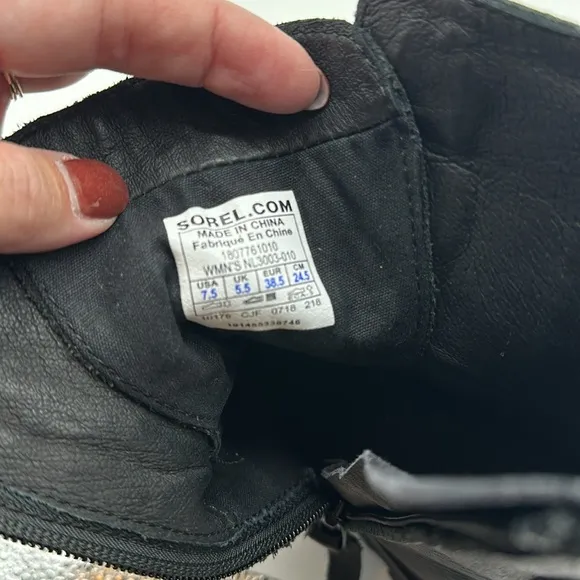 SOREL.COM
MADE IN CHINA
Fabriqué En Chine
1807761010
WMN'S NL3003-010
USA UK EUR CM
7.5 5.5 38.5 24.5
CJF 0718 218